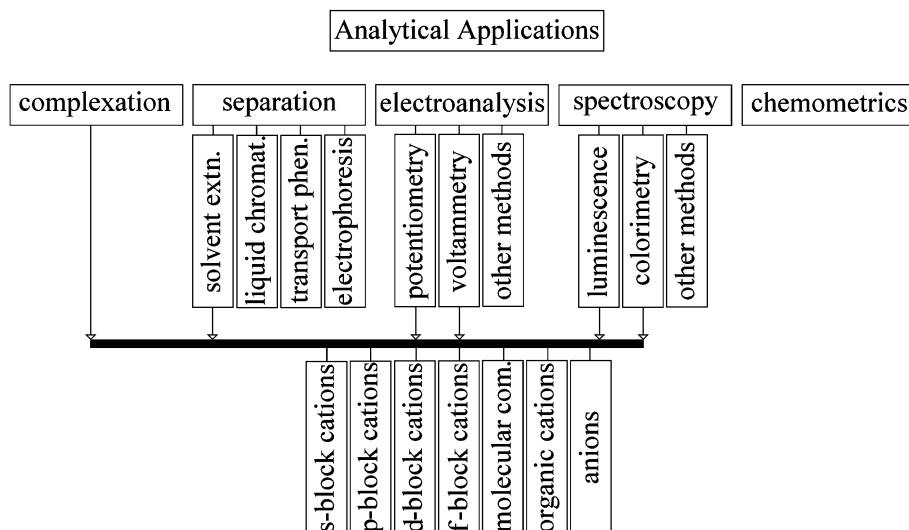 Analytical Applications
complexation
separation
electroanalysis
spectroscopy
chemometrics
solvent extn.
liquid chromat.
transport phen.
electrophoresis
potentiometry
voltammetry
other methods
luminescence
colorimetry
other methods
s-block cations
p-block cations
d-block cations
f-block cations
molecular com.
organic cations
anions